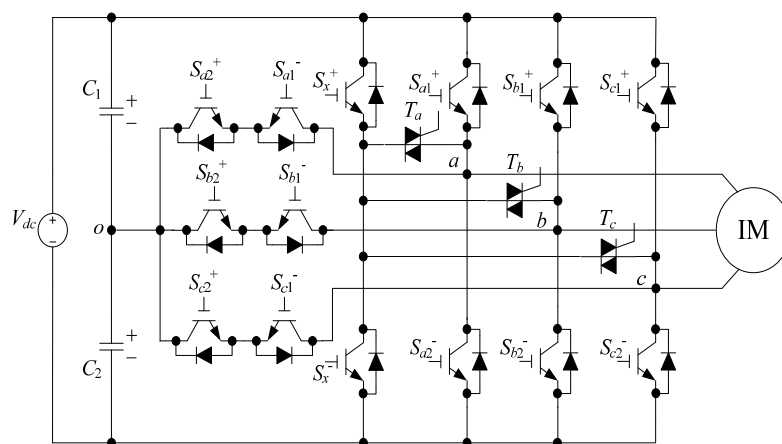 Sa2+
Sa1-
Sx+
Sa1+
Sb1+
Sc1+
C1
+
−
Ta
a
Tb
Sb2+
Sb1-
Vdc
+
−
o
b
Tc
IM
Sc2+
Sc1-
c
C2
+
−
Sx-
Sa2-
Sb2-
Sc2-